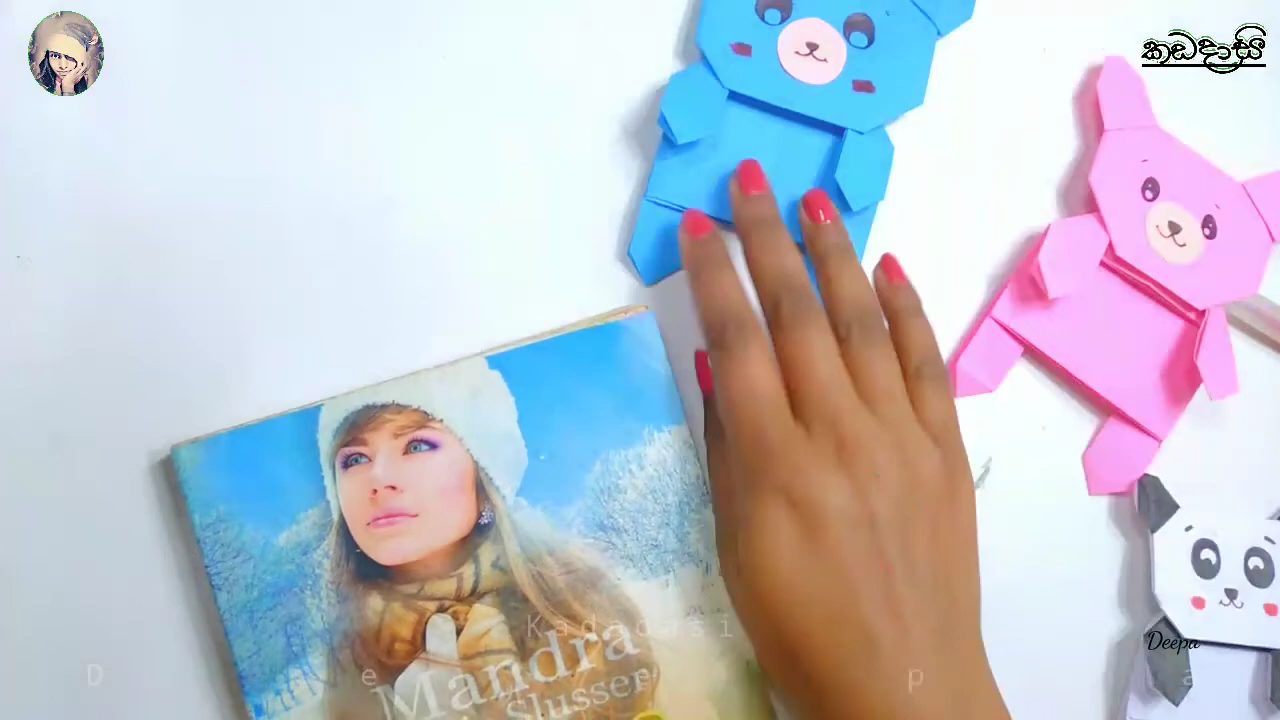 කඩදාසි
Kadadasi
Mandra
Slusser
Deepa
D e e p a